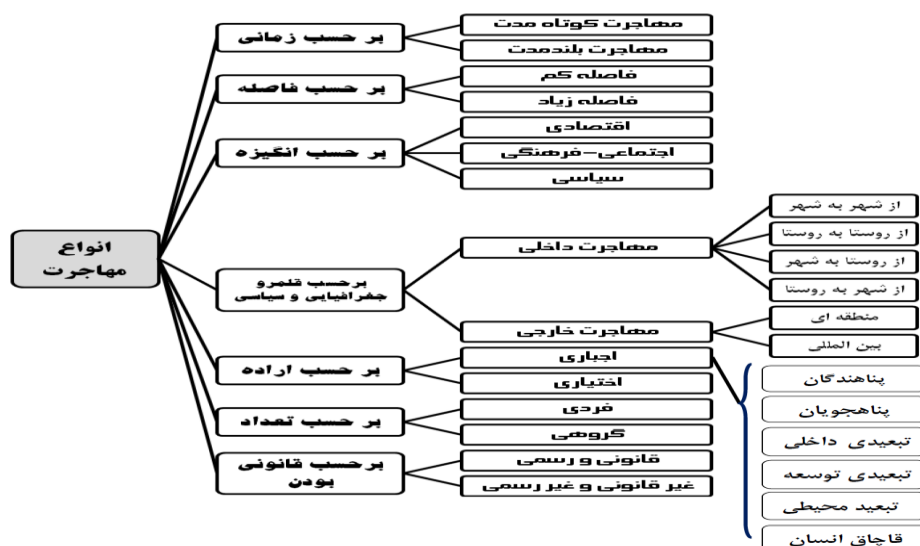 انواع
مهاجرت
بر حسب زمانی
مهاجرت کوتاه مدت
مهاجرت بلندمدت
بر حسب فاصله
فاصله کم
فاصله زیاد
بر حسب انگیزه
اقتصادی
اجتماعی-فرهنگی
سیاسی
برحسب قلمرو
جغرافیایی و سیاسی
مهاجرت داخلی
از شهر به شهر
از روستا به روستا
از روستا به شهر
از شهر به روستا
مهاجرت خارجی
منطقه ای
بین المللی
بر حسب اراده
اجباری
پناهندگان
پناهجویان
تبعیدی داخلی
تبعیدی توسعه
تبعید محیطی
قاچاق انسان
اختیاری
بر حسب تعداد
فردی
گروهی
برحسب قانونی
بودن
قانونی و رسمی
غیر قانونی و غیر رسمی